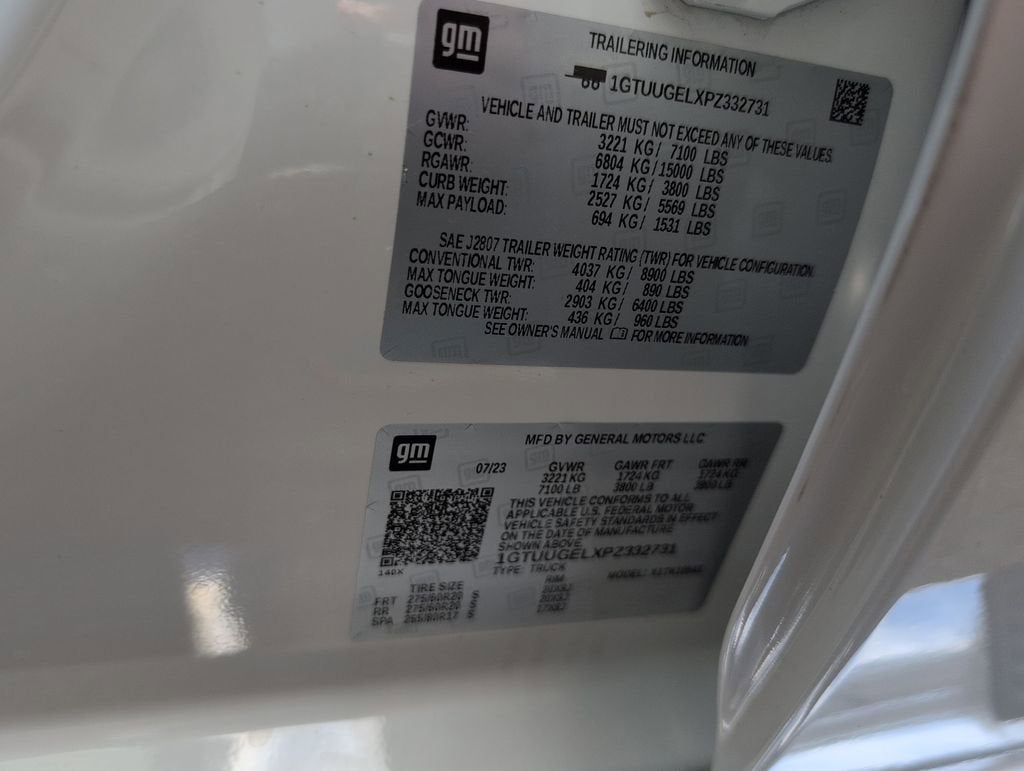 gm
TRAILERING INFORMATION
1GTUUGELXPZ332731
VEHICLE AND TRAILER MUST NOT EXCEED ANY OF THESE VALUES.
GVWR: 3221 KG/ 7100 LBS
GCWR: 6804 KG/15000 LBS
RGAWR: 1724 KG/ 3800 LBS
CURB WEIGHT: 2527 KG/ 5569 LBS
MAX PAYLOAD: 694 KG/ 1531 LBS
SAE J2807 TRAILER WEIGHT RATING (TWR) FOR VEHICLE CONFIGURATION.
CONVENTIONAL TWR: 4037 KG/ 8900 LBS
MAX TONGUE WEIGHT: 404 KG/ 890 LBS
GOOSENECK TWR: 2903 KG/ 6400 LBS
MAX TONGUE WEIGHT: 436 KG/ 960 LBS
SEE OWNER'S MANUAL FOR MORE INFORMATION
gm
MFD BY GENERAL MOTORS LLC
07/23 GVWR GAWR FRT GAWR RR
3221 KG 1724 KG 1724 KG
7100 LB 3800 LB 3800 LB
THIS VEHICLE CONFORMS TO ALL
APPLICABLE U.S. FEDERAL MOTOR
VEHICLE SAFETY STANDARDS IN EFFECT
ON THE DATE OF MANUFACTURE
SHOWN ABOVE.
1GTUUGELXPZ332731
140X
TYPE: TRUCK MODEL:
TIRE SIZE RIM
FRT 275/60R20 S 20X9J
RR 275/60R20 S 20X9J
SPA 255/80R17 S 17X8J